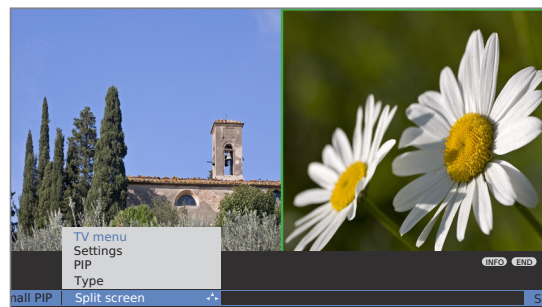 TV menu
Settings
PIP
Type
INFO END
nall PIP Split screen S